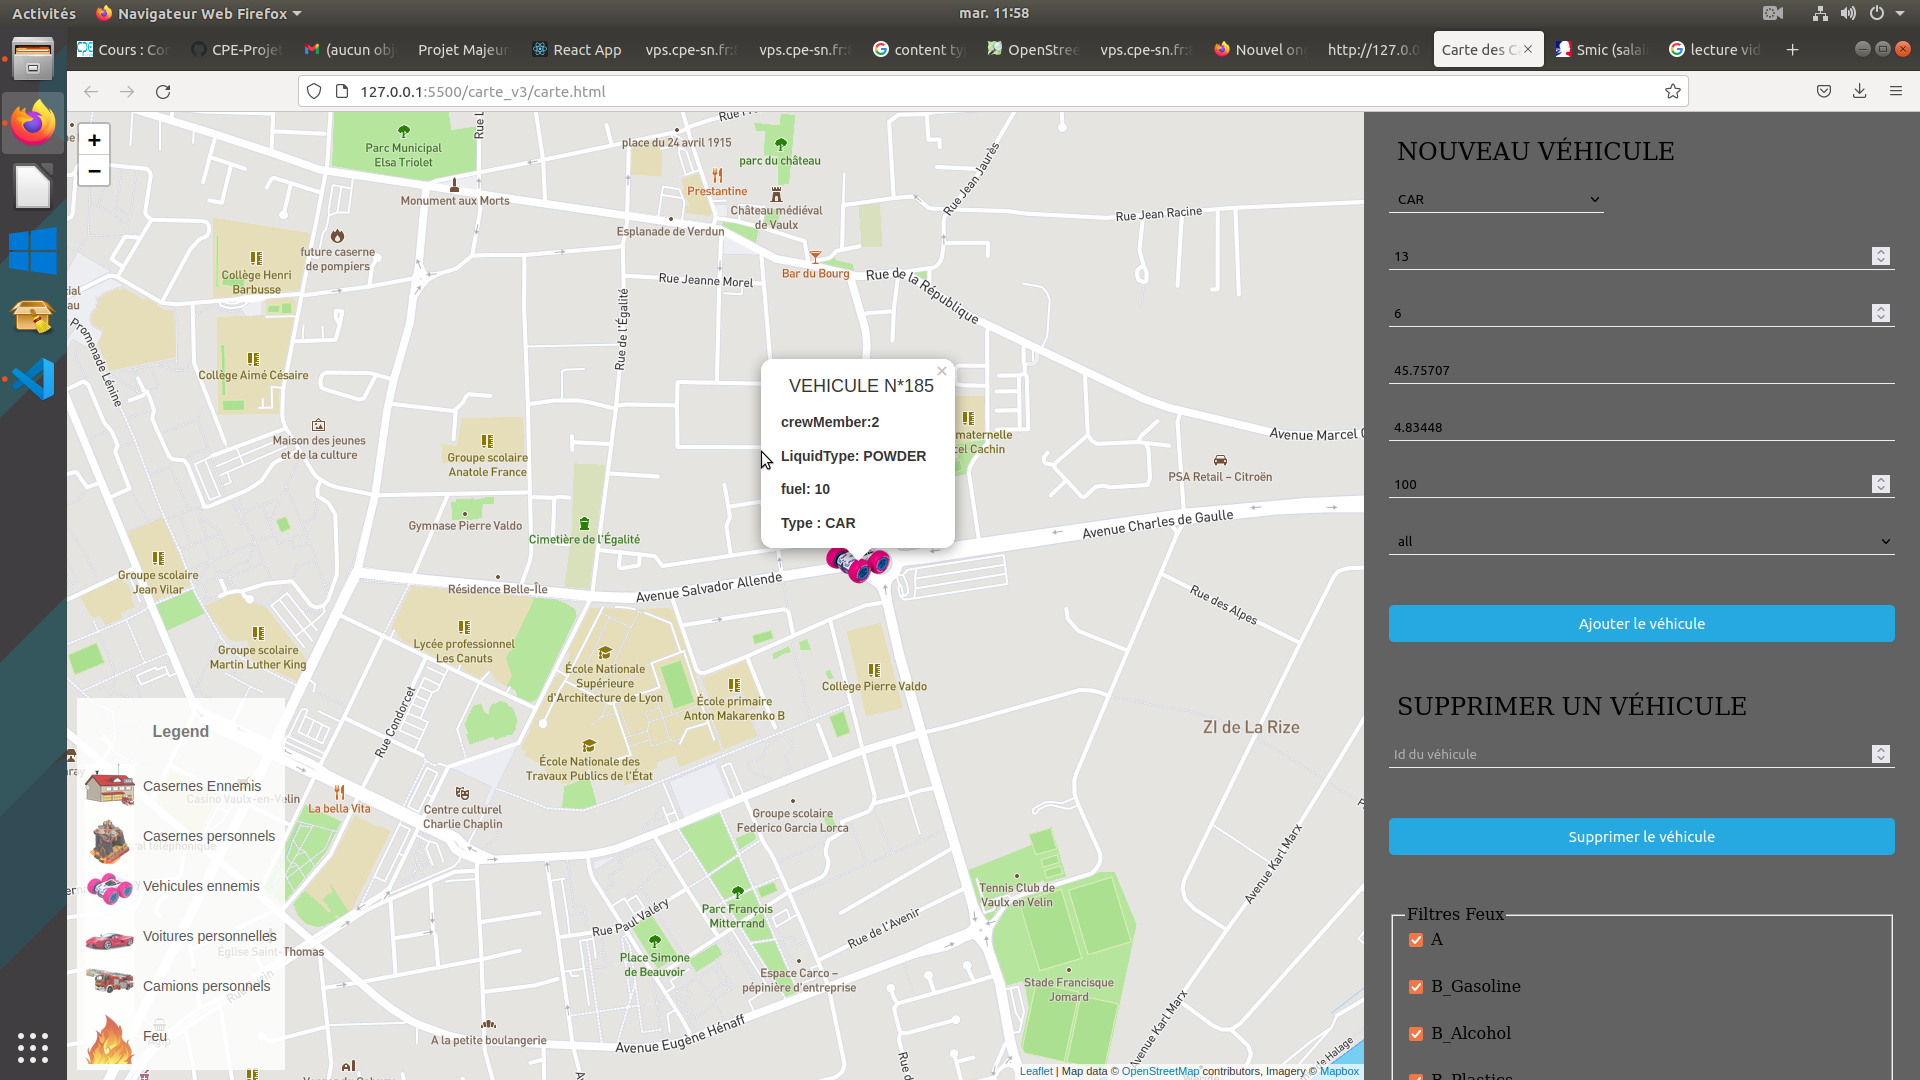 Activités
Navigateur Web Firefox
mar. 11:58
Cours : Co
CPE-Projet
(aucun obj
Projet Majeur
React App
vps.cpe-sn.fr:
vps.cpe-sn.fr:
content ty
OpenStree
vps.cpe-sn.fr:
Nouvel on
http://127.0.0
Carte des C
Smic (salai
lecture vid
127.0.0.1:5500/carte_v3/carte.html
+
−
Parc Municipal
Elsa Triolet
Monument aux Morts
place du 24 avril 1915
parc du château
Prestantine
Château médiéval
de Vaulx
Esplanade de Verdun
Bar du Bourg
Rue Jean Jaurès
Rue Jean Racine
Rue Jeanne Morel
Rue de la République
Rue de l'Égalité
future caserne
de pompiers
Collège Henri
Barbusse
Promenade Lénine
Collège Aimé Césaire
Maison des jeunes
et de la culture
Groupe scolaire
Anatole France
Gymnase Pierre Valdo
Cimetière de l'Égalité
VEHICULE N*185
crewMember:2
LiquidType: POWDER
fuel: 10
Type : CAR
maternelle
cel Cachin
Avenue Marcel C
PSA Retail – Citroën
Avenue Charles de Gaulle
Groupe scolaire
Jean Vilar
Résidence Belle-Île
Avenue Salvador Allende
Rue des Alpes
Groupe scolaire
Martin Luther King
Lycée professionnel
Les Canuts
École Nationale
Supérieure
d'Architecture de Lyon
École primaire
Anton Makarenko B
Collège Pierre Valdo
Rue Condorcet
ZI de La Rize
École Nationale des
Travaux Publics de l'État
La bella Vita
Centre culturel
Charlie Chaplin
Groupe scolaire
Federico Garcia Lorca
Casino Vaulx-en-Velin
Avenue Karl Marx
Tennis Club de
Vaulx en Velin
Parc François
Mitterrand
Rue Paul Valéry
Rue de l'Avenir
Place Simone
de Beauvoir
Espace Carco –
pépinière d'entreprise
Église Saint-Thomas
Stade Francisque
Jomard
Avenue Karl Marx
A la petite boulangerie
Avenue Eugène Hénaff
Legend
Casernes Ennemis
Casernes personnels
Vehicules ennemis
Voitures personnelles
Camions personnels
Feu
Leaflet | Map data © OpenStreetMap contributors, Imagery © Mapbox
NOUVEAU VÉHICULE
CAR
13
6
45.75707
4.83448
100
all
Ajouter le véhicule
SUPPRIMER UN VÉHICULE
Id du véhicule
Supprimer le véhicule
Filtres Feux
A
B_Gasoline
B_Alcohol
B_Plastics